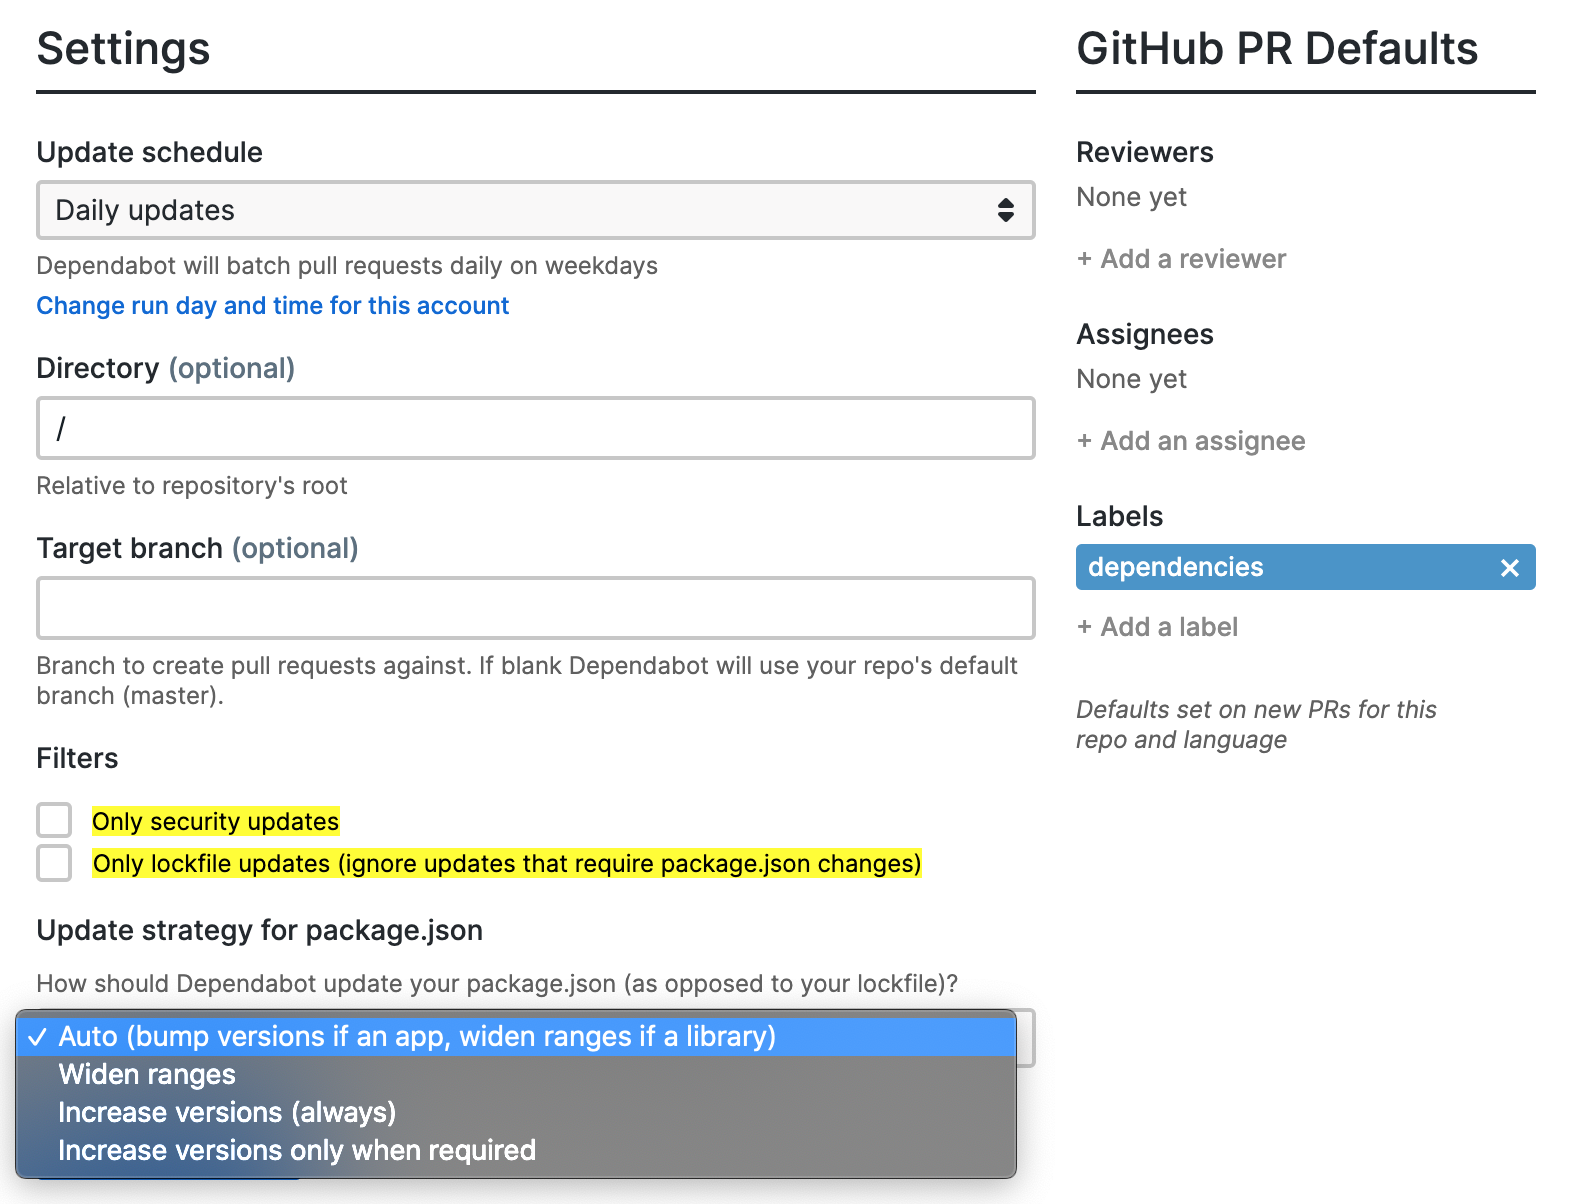 Settings
Update schedule
Daily updates
Dependabot will batch pull requests daily on weekdays
Change run day and time for this account
Directory (optional)
/
Relative to repository's root
Target branch (optional)
Branch to create pull requests against. If blank Dependabot will use your repo's default
branch (master).
Filters
Only security updates
Only lockfile updates (ignore updates that require package.json changes)
Update strategy for package.json
How should Dependabot update your package.json (as opposed to your lockfile)?
✓ Auto (bump versions if an app, widen ranges if a library)
Widen ranges
Increase versions (always)
Increase versions only when required
GitHub PR Defaults
Reviewers
None yet
+ Add a reviewer
Assignees
None yet
+ Add an assignee
Labels
dependencies ×
+ Add a label
Defaults set on new PRs for this
repo and language